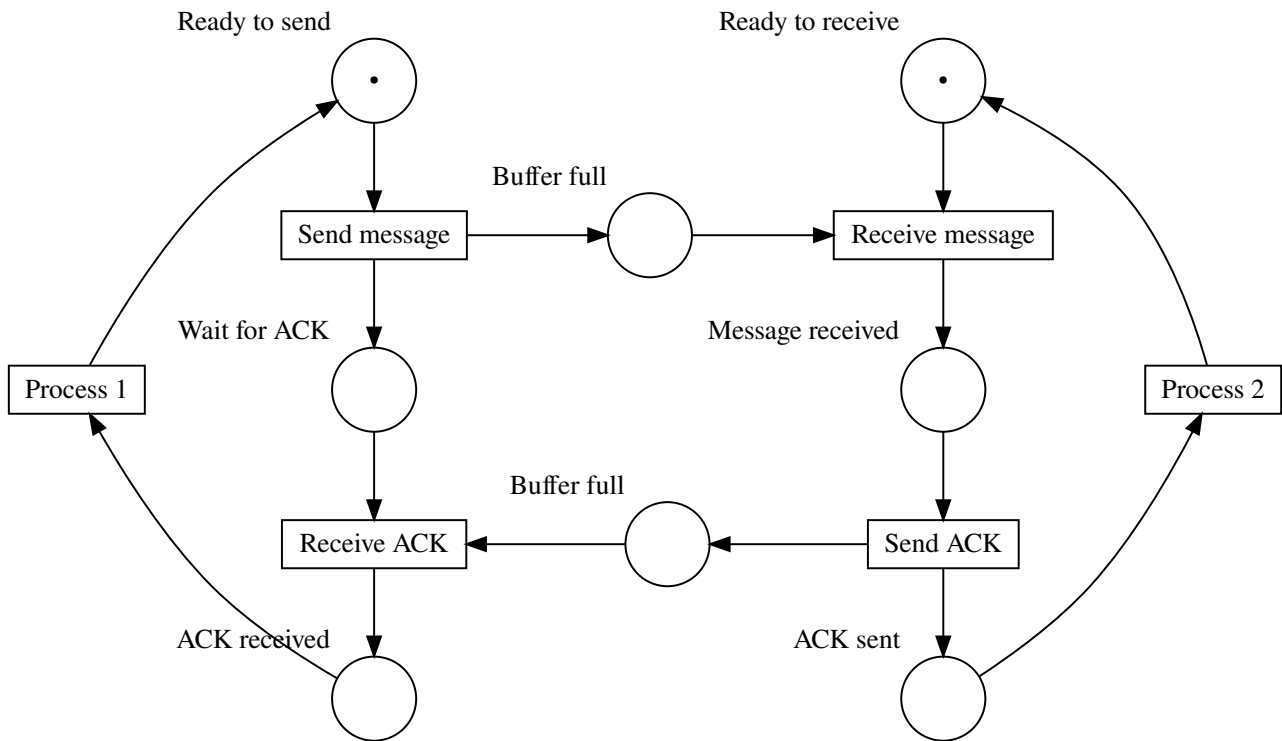 Ready to send
Ready to receive
Buffer full
Send message
Receive message
Wait for ACK
Message received
Process 1
Process 2
Buffer full
Receive ACK
Send ACK
ACK received
ACK sent